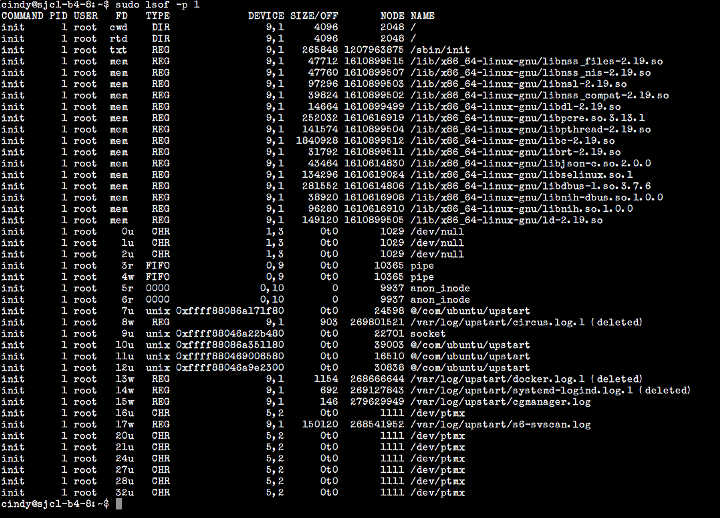 cindy@sjc1-b4-8:~$ sudo lsof -p 1
COMMAND PID USER FD TYPE DEVICE SIZE/OFF NODE NAME
init 1 root cwd DIR 9,1 4096 2048 /
init 1 root rtd DIR 9,1 4096 2048 /
init 1 root txt REG 9,1 265848 1207963875 /sbin/init
init 1 root mem REG 9,1 47712 1610899515 /lib/x86_64-linux-gnu/libnss_files-2.19.so
init 1 root mem REG 9,1 47760 1610899507 /lib/x86_64-linux-gnu/libnss_nis-2.19.so
init 1 root mem REG 9,1 97296 1610899503 /lib/x86_64-linux-gnu/libnsl-2.19.so
init 1 root mem REG 9,1 39824 1610899502 /lib/x86_64-linux-gnu/libnss_compat-2.19.so
init 1 root mem REG 9,1 14664 1610899499 /lib/x86_64-linux-gnu/libdl-2.19.so
init 1 root mem REG 9,1 252032 1610616919 /lib/x86_64-linux-gnu/libpcre.so.3.13.1
init 1 root mem REG 9,1 141574 1610899504 /lib/x86_64-linux-gnu/libpthread-2.19.so
init 1 root mem REG 9,1 1840928 1610899512 /lib/x86_64-linux-gnu/libc-2.19.so
init 1 root mem REG 9,1 31792 1610899511 /lib/x86_64-linux-gnu/librt-2.19.so
init 1 root mem REG 9,1 43464 1610614830 /lib/x86_64-linux-gnu/libjson-c.so.2.0.0
init 1 root mem REG 9,1 134296 1610619024 /lib/x86_64-linux-gnu/libselinux.so.1
init 1 root mem REG 9,1 281552 1610614806 /lib/x86_64-linux-gnu/libdbus-1.so.3.7.6
init 1 root mem REG 9,1 38920 1610616908 /lib/x86_64-linux-gnu/libnih-dbus.so.1.0.0
init 1 root mem REG 9,1 96280 1610616910 /lib/x86_64-linux-gnu/libnih.so.1.0.0
init 1 root mem REG 9,1 149120 1610899505 /lib/x86_64-linux-gnu/ld-2.19.so
init 1 root 0u CHR 1,3 0t0 1029 /dev/null
init 1 root 1u CHR 1,3 0t0 1029 /dev/null
init 1 root 2u CHR 1,3 0t0 1029 /dev/null
init 1 root 3r FIFO 0,9 0t0 10365 pipe
init 1 root 4w FIFO 0,9 0t0 10365 pipe
init 1 root 5r 0000 0,10 0 9937 anon_inode
init 1 root 6r 0000 0,10 0 9937 anon_inode
init 1 root 7u unix 0xffff88086a171f80 0t0 24598 @/com/ubuntu/upstart
init 1 root 8w REG 9,1 903 269801521 /var/log/upstart/circus.log.1 (deleted)
init 1 root 9u unix 0xffff88046a22b480 0t0 22701 socket
init 1 root 10u unix 0xffff88086a351180 0t0 39003 @/com/ubuntu/upstart
init 1 root 11u unix 0xffff880469006580 0t0 16510 @/com/ubuntu/upstart
init 1 root 12u unix 0xffff88046a9e2300 0t0 30638 @/com/ubuntu/upstart
init 1 root 13w REG 9,1 1154 268666644 /var/log/upstart/docker.log.1 (deleted)
init 1 root 14w REG 9,1 692 269127843 /var/log/upstart/systemd-logind.log.1 (deleted)
init 1 root 15w REG 9,1 146 279629949 /var/log/upstart/cgmanager.log
init 1 root 16u CHR 5,2 0t0 1111 /dev/ptmx
init 1 root 17w REG 9,1 150120 268541952 /var/log/upstart/s6-svscan.log
init 1 root 20u CHR 5,2 0t0 1111 /dev/ptmx
init 1 root 21u CHR 5,2 0t0 1111 /dev/ptmx
init 1 root 24u CHR 5,2 0t0 1111 /dev/ptmx
init 1 root 27u CHR 5,2 0t0 1111 /dev/ptmx
init 1 root 28u CHR 5,2 0t0 1111 /dev/ptmx
init 1 root 32u CHR 5,2 0t0 1111 /dev/ptmx
cindy@sjc1-b4-8:~$